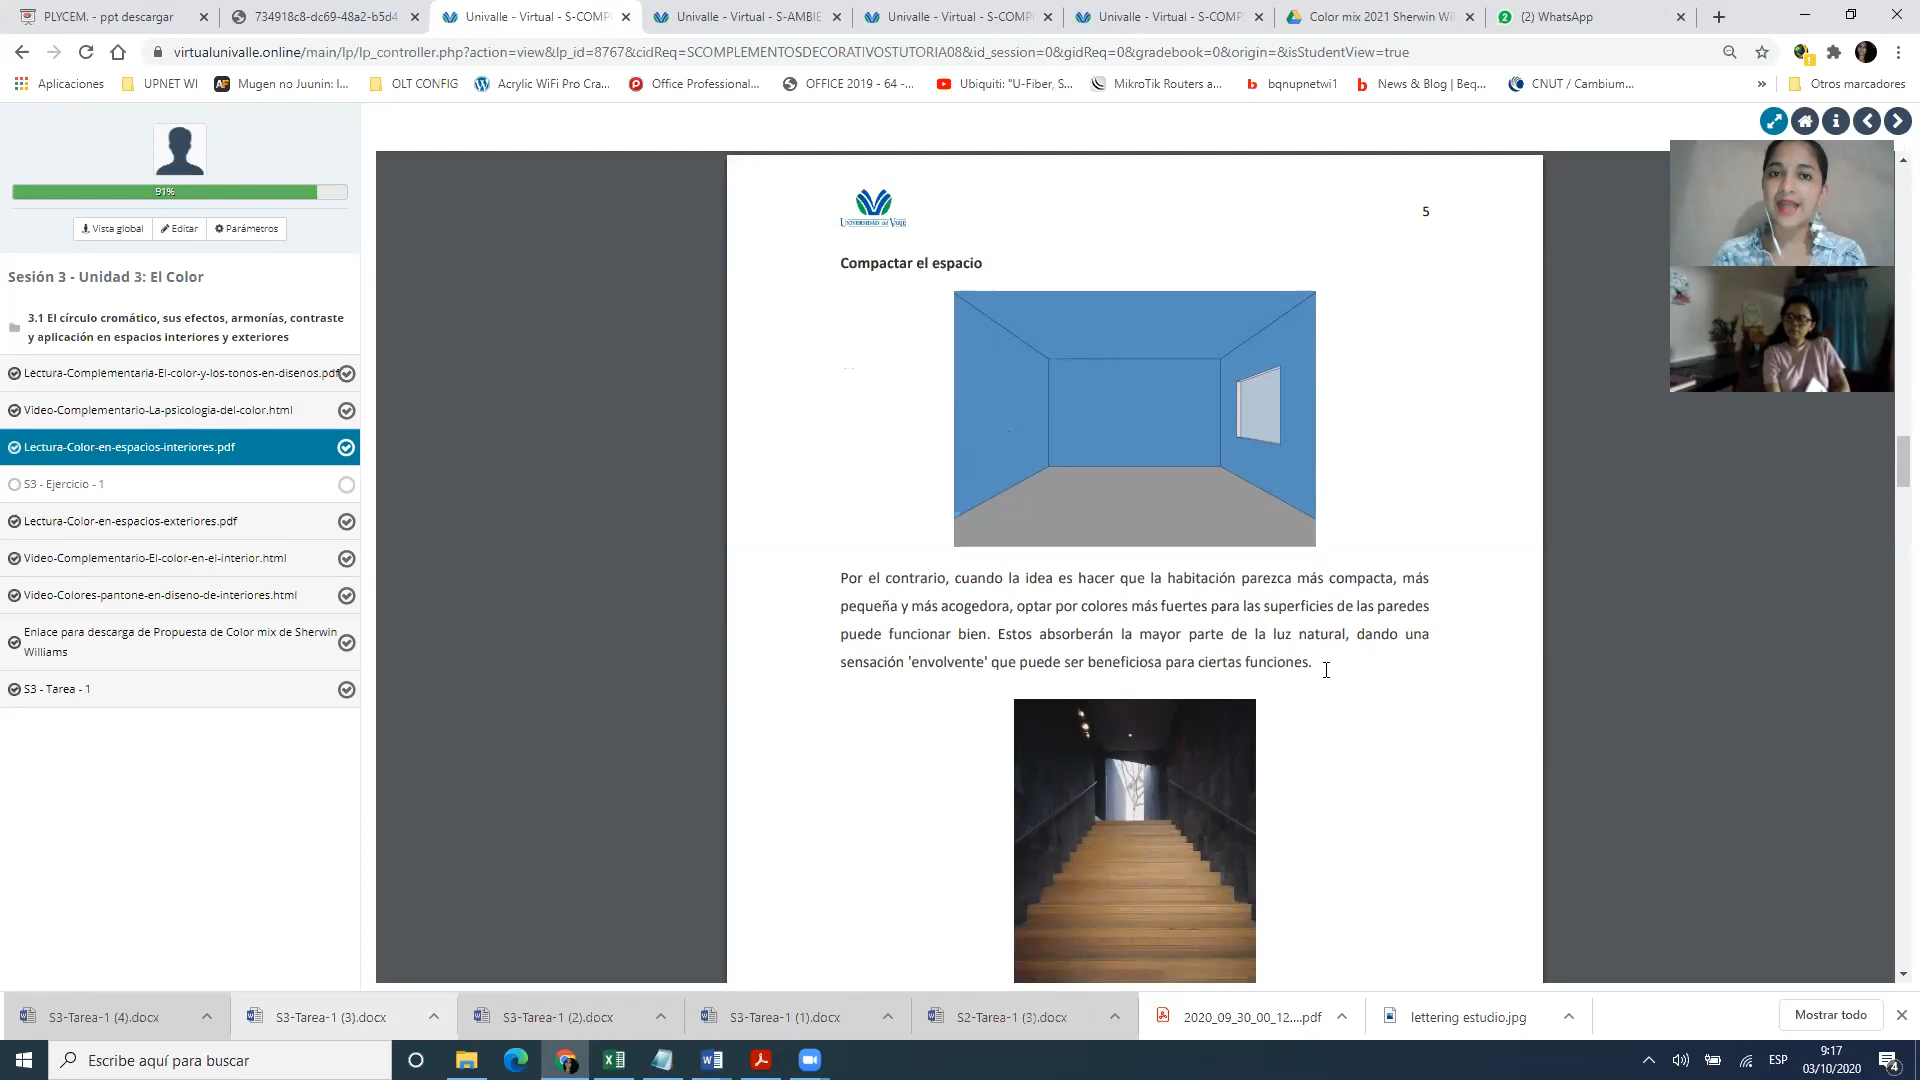 PLYCEM. - ppt descargar
734918c8-dc69-48a2-b5d4
Univalle - Virtual - S-COMPL
Univalle - Virtual - S-AMBIE
Univalle - Virtual - S-COMP
Univalle - Virtual - S-COMP
Color mix 2021 Sherwin Wi
(2) WhatsApp
virtualunivalle.online/main/lp/lp_controller.php?action=view&lp_id=8767&cidReq=SCOMPLEMENTOSDECORATIVOSTUTORIA08&id_session=0&gidReq=0&gradebook=0&origin=&isStudentView=true
Aplicaciones
UPNET WI
Mugen no Juunin: I...
OLT CONFIG
Acrylic WiFi Pro Cra...
Office Professional...
OFFICE 2019 - 64 -...
Ubiquiti: "U-Fiber, S...
MikroTik Routers a...
bqnupnetwi1
News & Blog | Beq...
CNUT / Cambium...
Otros marcadores
91%
Vista global
Editar
Parámetros
Sesión 3 - Unidad 3: El Color
3.1 El círculo cromático, sus efectos, armonías, contraste
y aplicación en espacios interiores y exteriores
Lectura-Complementaria-El-color-y-los-tonos-en-disenos.pdf
Video-Complementario-La-psicologia-del-color.html
Lectura-Color-en-espacios-interiores.pdf
S3 - Ejercicio - 1
Lectura-Color-en-espacios-exteriores.pdf
Video-Complementario-El-color-en-el-interior.html
Video-Colores-pantone-en-diseno-de-interiores.html
Enlace para descarga de Propuesta de Color mix de Sherwin
Williams
S3 - Tarea - 1
UNIVERSIDAD del VALLE
5
Compactar el espacio
Por el contrario, cuando la idea es hacer que la habitación parezca más compacta, más
pequeña y más acogedora, optar por colores más fuertes para las superficies de las paredes
puede funcionar bien. Estos absorberán la mayor parte de la luz natural, dando una
sensación 'envolvente' que puede ser beneficiosa para ciertas funciones.
S3-Tarea-1 (4).docx
S3-Tarea-1 (3).docx
S3-Tarea-1 (2).docx
S3-Tarea-1 (1).docx
S2-Tarea-1 (3).docx
2020_09_30_00_12....pdf
lettering estudio.jpg
Mostrar todo
Escribe aquí para buscar
ESP
9:17
03/10/2020
4